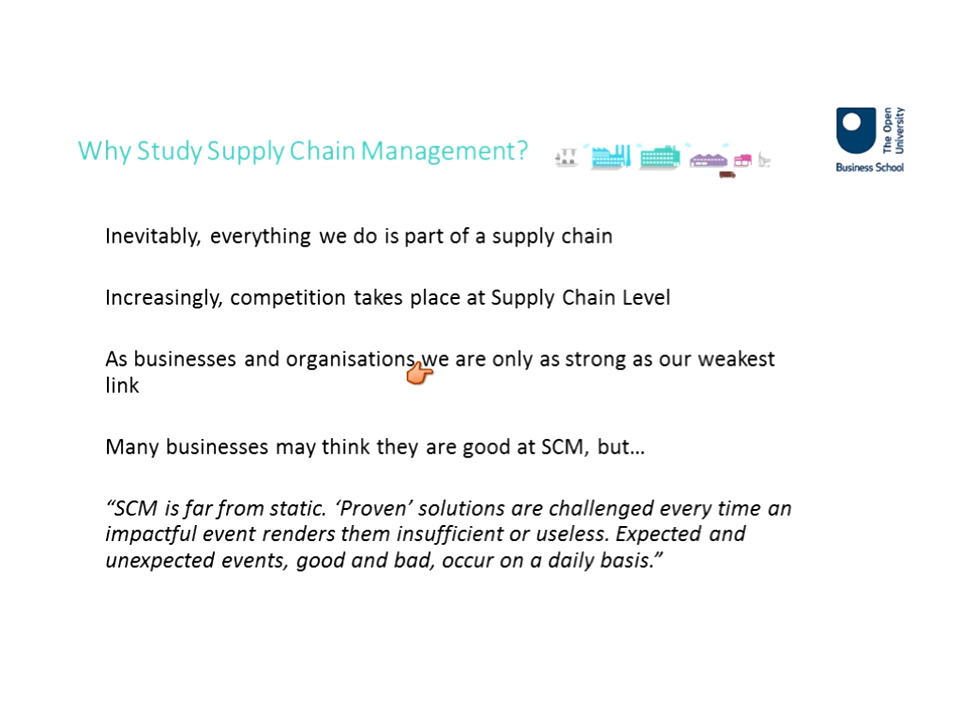 Why Study Supply Chain Management?
The Open
University
Business School
Inevitably, everything we do is part of a supply chain
Increasingly, competition takes place at Supply Chain Level
As businesses and organisations we are only as strong as our weakest
link
Many businesses may think they are good at SCM, but…
“SCM is far from static. ‘Proven’ solutions are challenged every time an
impactful event renders them insufficient or useless. Expected and
unexpected events, good and bad, occur on a daily basis.”